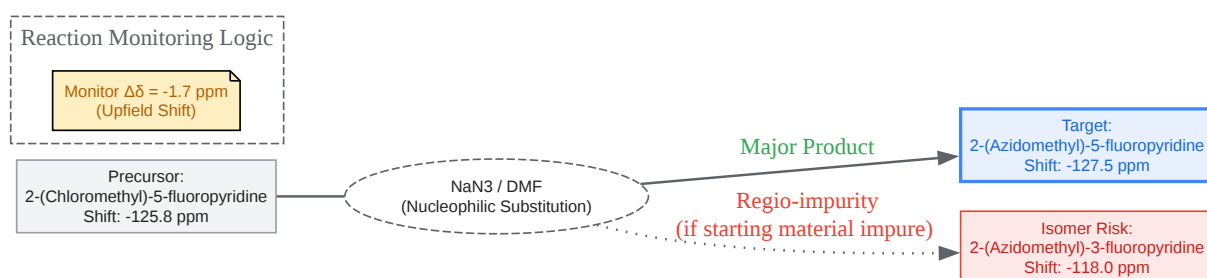 Reaction Monitoring Logic
Monitor Δδ = -1.7 ppm
(Upfield Shift)
Precursor:
2-(Chloromethyl)-5-fluoropyridine
Shift: -125.8 ppm
NaN3 / DMF
(Nucleophilic Substitution)
Major Product
Regio-impurity
(if starting material impure)
Target:
2-(Azidomethyl)-5-fluoropyridine
Shift: -127.5 ppm
Isomer Risk:
2-(Azidomethyl)-3-fluoropyridine
Shift: -118.0 ppm